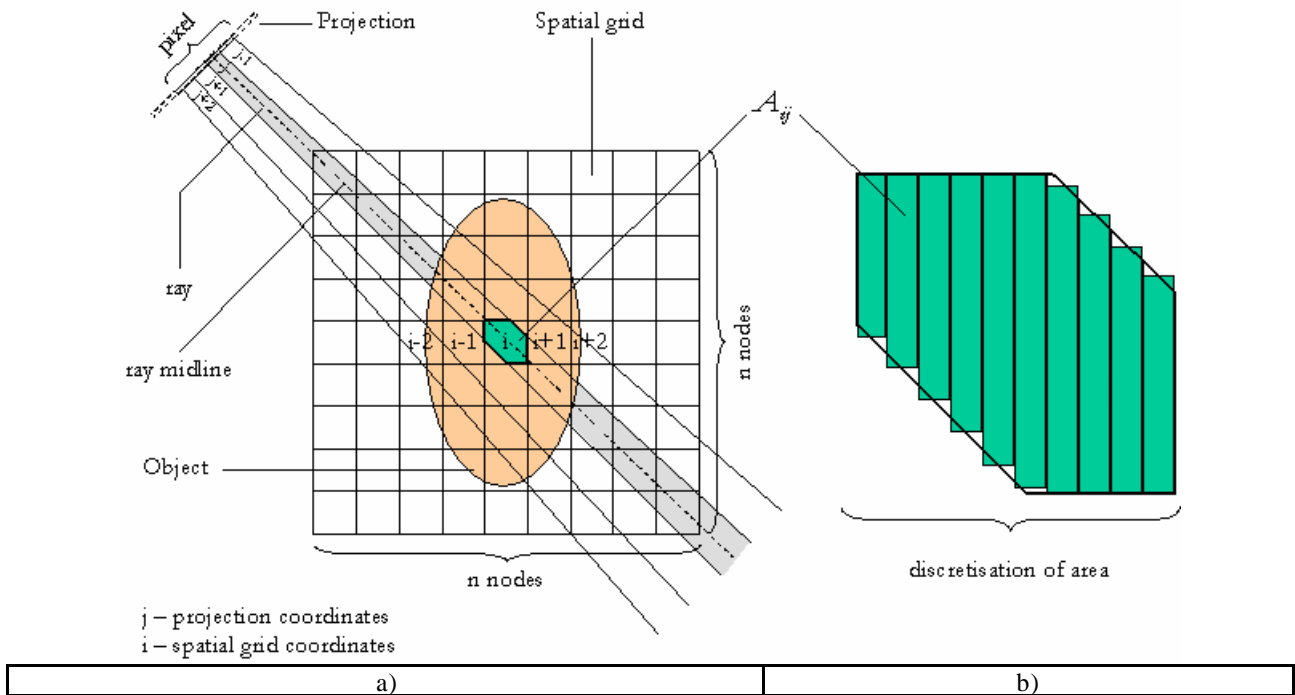 Projection
Spatial grid
pixel
j-1
j+1
j+2
A_ij
ray
ray midline
i-2 i-1 i i+1 i+2
n nodes
Object
n nodes
discretisation of area
j – projection coordinates
i – spatial grid coordinates
a) b)